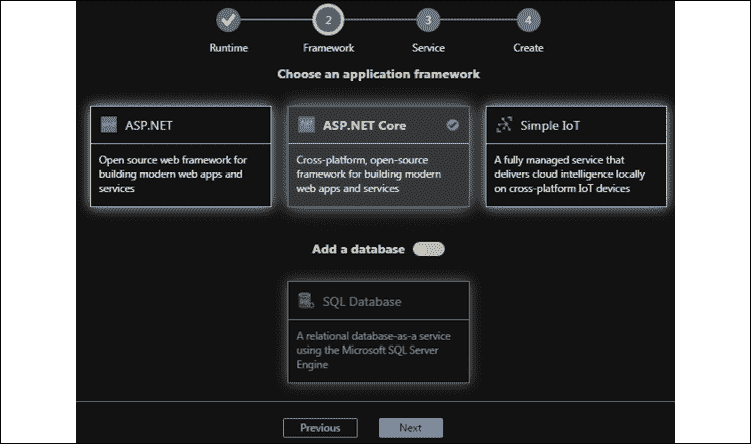 2 3 4
Runtime Framework Service Create
Choose an application framework
ASP.NET
Open source web framework for
building modern web apps and
services
ASP.NET Core
Cross-platform, open-source
framework for building modern
web apps and services
Simple IoT
A fully managed service that
delivers cloud intelligence locally
on cross-platform IoT devices
Add a database
SQL Database
A relational database-as-a service
using the Microsoft SQL Server
Engine
Previous Next